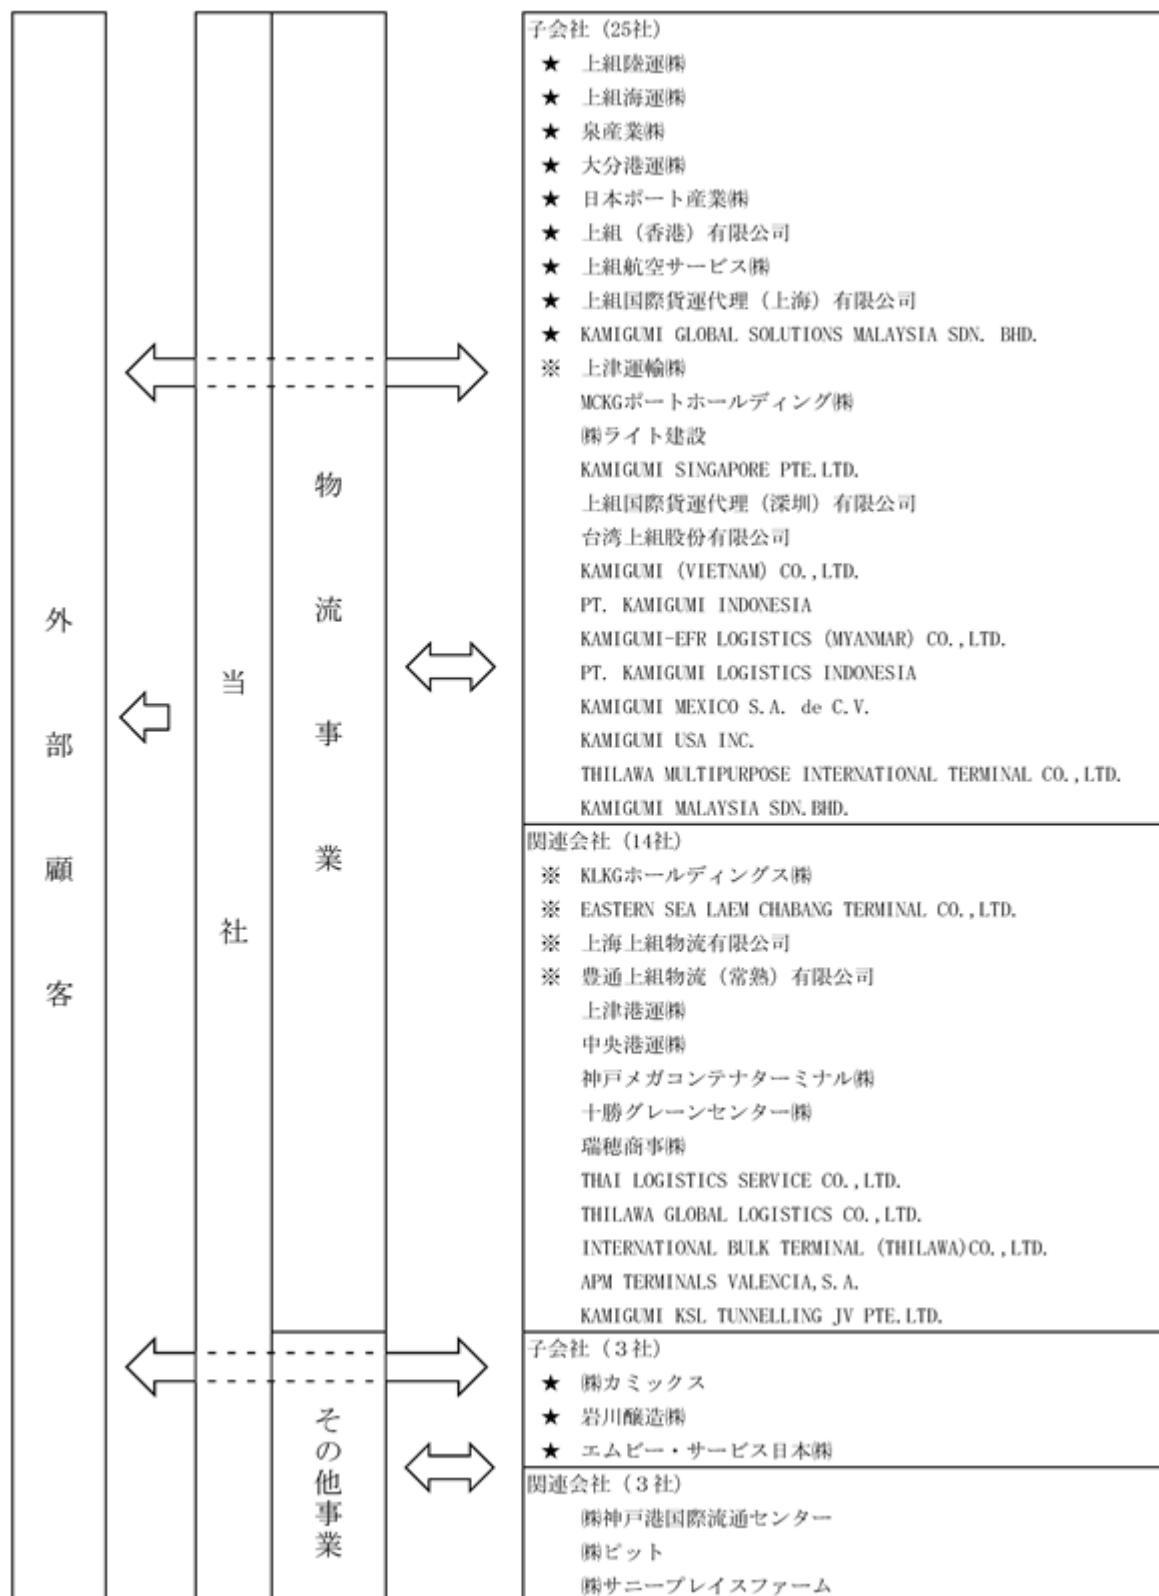 外部顧客
当社
物流事業
その他事業
子会社（25社）
★ 上組陸運㈱
★ 上組海運㈱
★ 泉産業㈱
★ 大分港運㈱
★ 日本ポート産業㈱
★ 上組（香港）有限公司
★ 上組航空サービス㈱
★ 上組国際貨運代理（上海）有限公司
★ KAMIGUMI GLOBAL SOLUTIONS MALAYSIA SDN. BHD.
※ 上津運輸㈱
MCKGポートホールディング㈱
㈱ライト建設
KAMIGUMI SINGAPORE PTE.LTD.
上組国際貨運代理（深圳）有限公司
台湾上組股份有限公司
KAMIGUMI (VIETNAM) CO.,LTD.
PT. KAMIGUMI INDONESIA
KAMIGUMI-EFR LOGISTICS (MYANMAR) CO.,LTD.
PT. KAMIGUMI LOGISTICS INDONESIA
KAMIGUMI MEXICO S.A. de C.V.
KAMIGUMI USA INC.
THILAWA MULTIPURPOSE INTERNATIONAL TERMINAL CO.,LTD.
KAMIGUMI MALAYSIA SDN.BHD.
関連会社（14社）
※ KLKGホールディングス㈱
※ EASTERN SEA LAEM CHABANG TERMINAL CO.,LTD.
※ 上海上組物流有限公司
※ 豊通上組物流（常熟）有限公司
上津港運㈱
中央港運㈱
神戸メガコンテナターミナル㈱
十勝グレーンセンター㈱
瑞穂商事㈱
THAI LOGISTICS SERVICE CO.,LTD.
THILAWA GLOBAL LOGISTICS CO.,LTD.
INTERNATIONAL BULK TERMINAL (THILAWA)CO.,LTD.
APM TERMINALS VALENCIA,S.A.
KAMIGUMI KSL TUNNELLING JV PTE.LTD.
子会社（３社）
★ ㈱カミックス
★ 岩川醸造㈱
★ エムビー・サービス日本㈱
関連会社（３社）
㈱神戸港国際流通センター
㈱ピット
㈱サニープレイスファーム